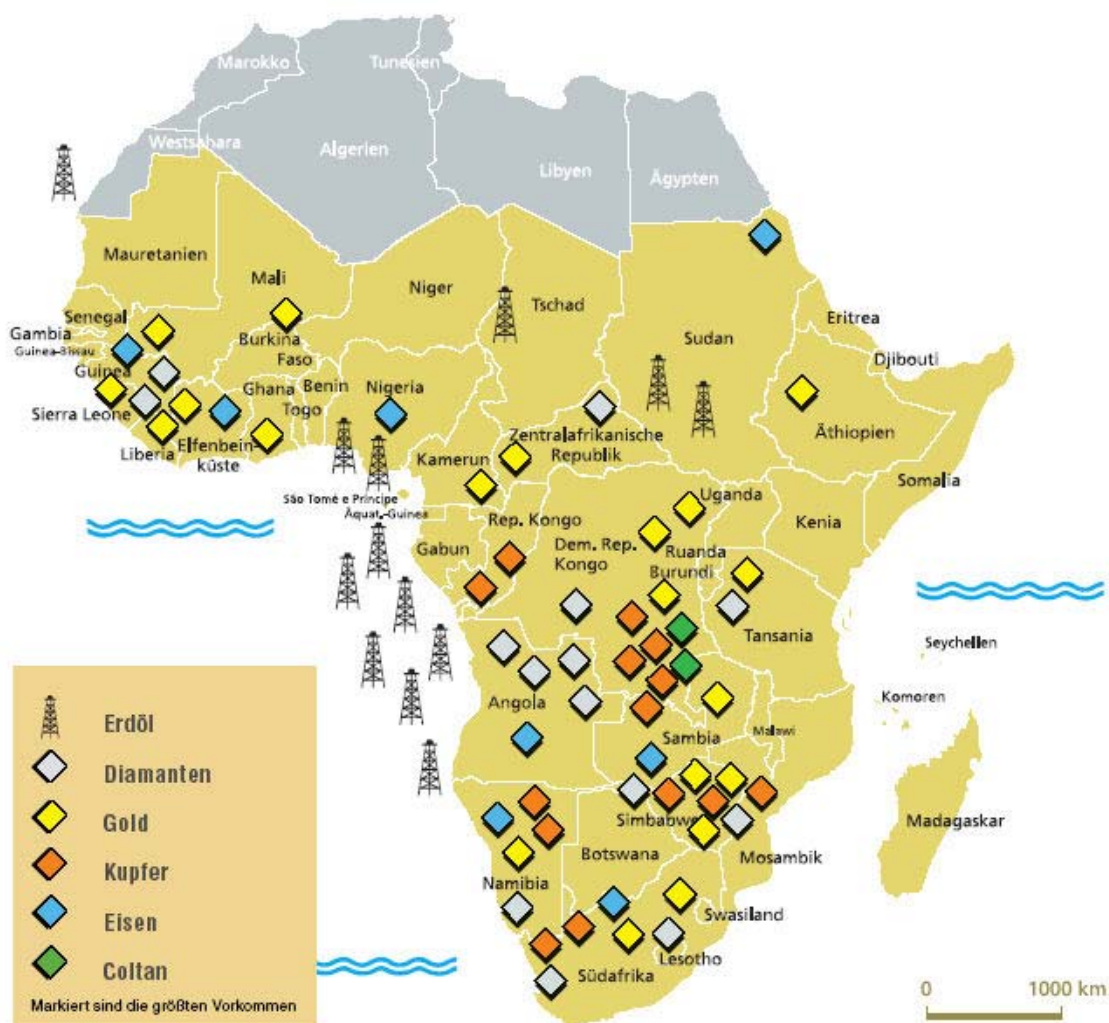 Marokko
Tunesien
Westsahara
Algerien
Libyen
Ägypten
Mauretanien
Mali
Niger
Tschad
Sudan
Eritrea
Senegal
Gambia
Guinea-Bissau
Burkina
Faso
Djibouti
Guinea
Ghana
Benin
Togo
Nigeria
Sierra Leone
Äthiopien
Liberia
Elfenbein-
küste
Kamerun
Zentralafrikanische
Republik
Somalia
São Tomé e Príncipe
Äquat.-Guinea
Uganda
Kenia
Rep. Kongo
Gabun
Dem. Rep.
Kongo
Ruanda
Burundi
Tansania
Seychellen
Komoren
Angola
Sambia
Malawi
Simbabwe
Mosambik
Madagaskar
Botswana
Namibia
Swasiland
Lesotho
Südafrika
Erdöl
Diamanten
Gold
Kupfer
Eisen
Coltan
Markiert sind die größten Vorkommen
0 1000 km